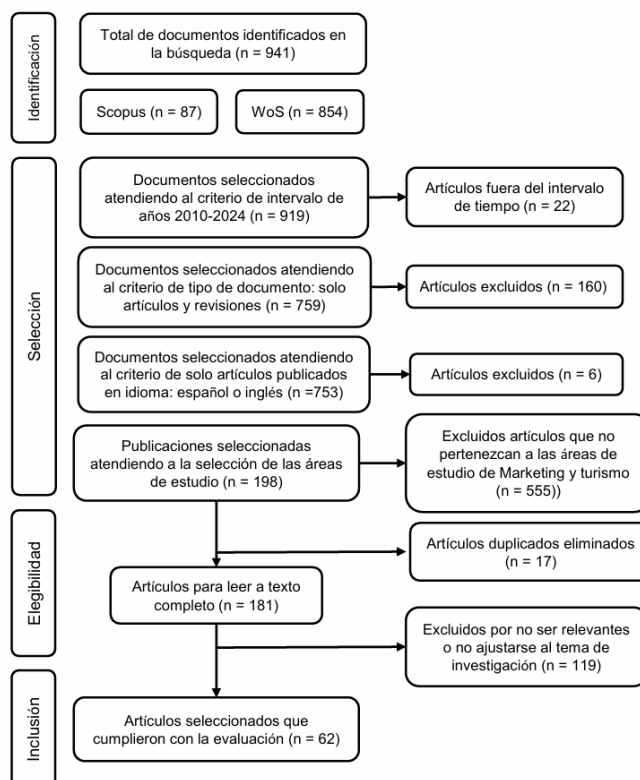 Identificación
Total de documentos identificados en
la búsqueda (n = 941)
Scopus (n = 87)
WoS (n = 854)
Selección
Documentos seleccionados
atendiendo al criterio de intervalo de
años 2010-2024 (n = 919)
Artículos fuera del intervalo
de tiempo (n = 22)
Documentos seleccionados atendiendo
al criterio de tipo de documento: solo
artículos y revisiones (n = 759)
Artículos excluidos (n = 160)
Documentos seleccionados atendiendo
al criterio de solo artículos publicados
en idioma: español o inglés (n =753)
Artículos excluidos (n = 6)
Publicaciones seleccionadas
atendiendo a la selección de las áreas
de estudio (n = 198)
Excluidos artículos que no
pertenezcan a las áreas de
estudio de Marketing y turismo
(n = 555))
Elegibilidad
Artículos duplicados eliminados
(n = 17)
Artículos para leer a texto
completo (n = 181)
Excluidos por no ser relevantes
o no ajustarse al tema de
investigación (n = 119)
Inclusión
Artículos seleccionados que
cumplieron con la evaluación (n = 62)